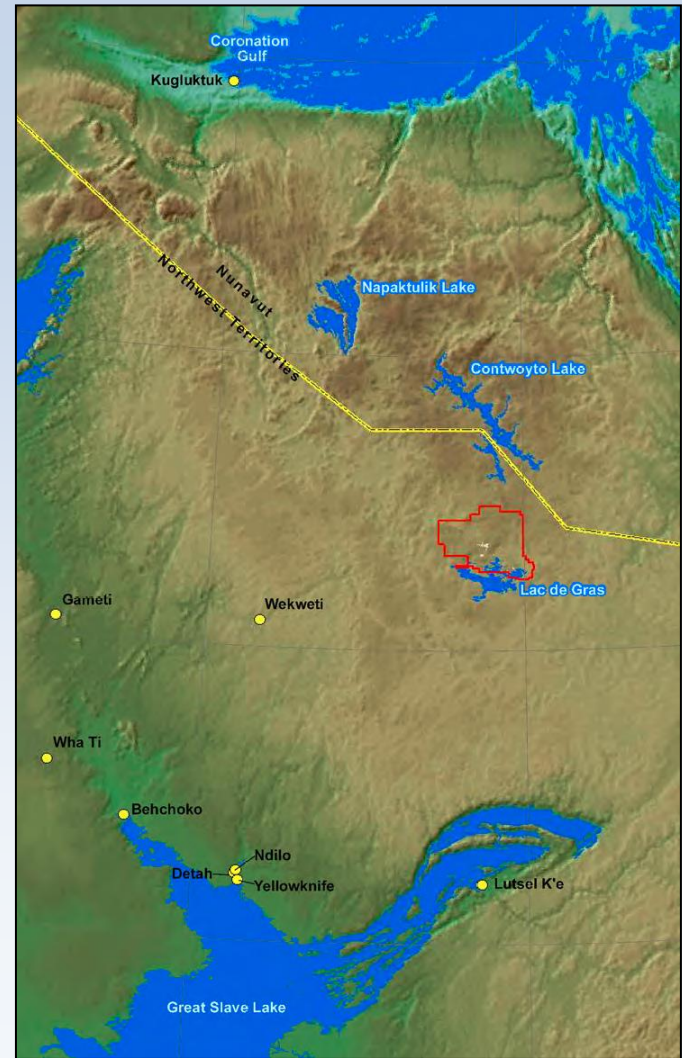 Coronation
Gulf
Kugluktuk
Nunavut
Northwest Territories
Napaktulik Lake
Contwoyto Lake
Lac de Gras
Gameti
Wekweti
Wha Ti
Behchoko
Ndilo
Detah
Yellowknife
Lutsel K'e
Great Slave Lake